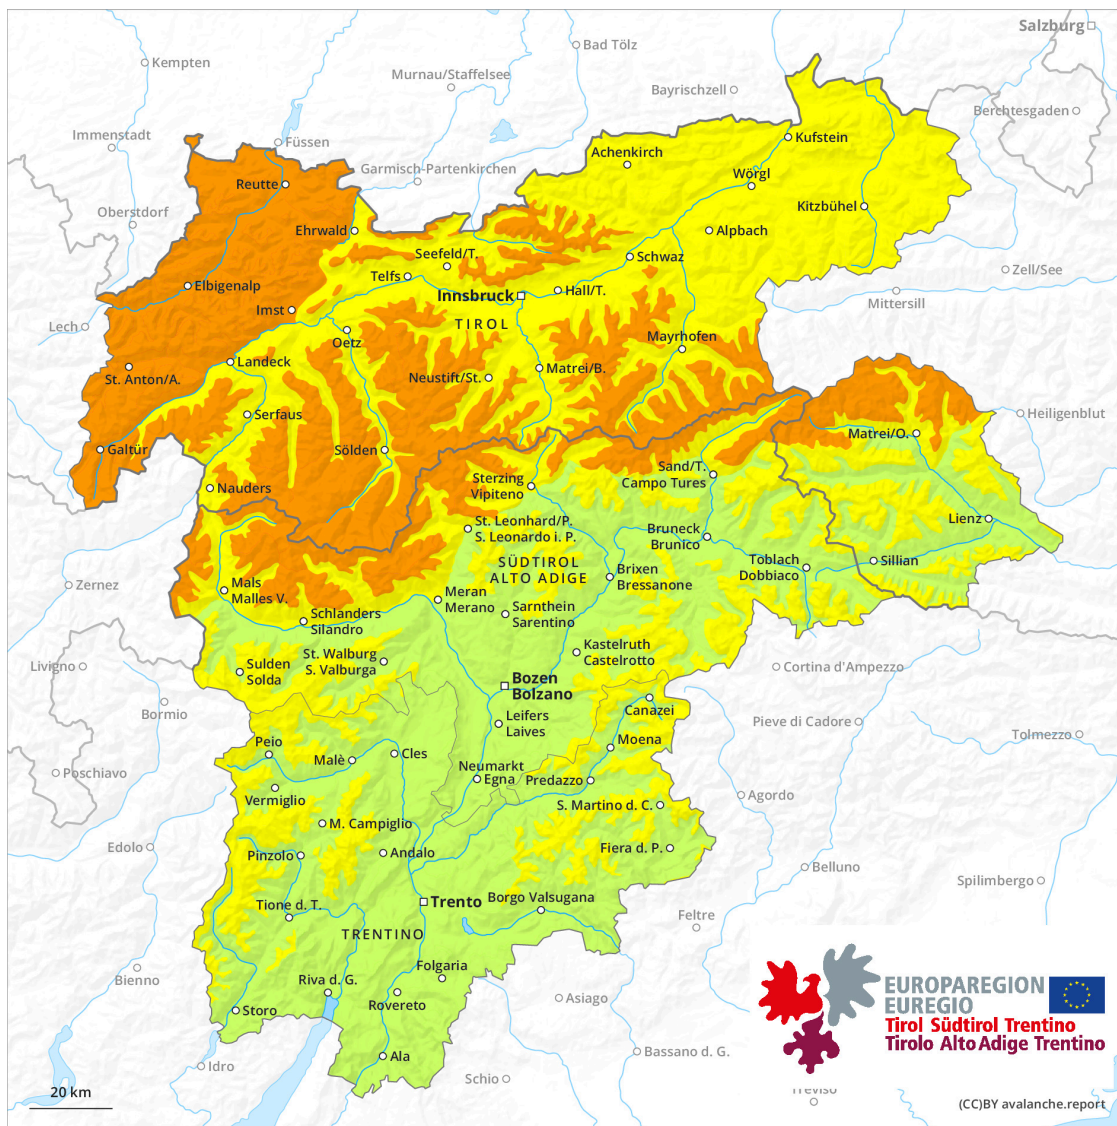 Salzburg
Bad Tölz
Kempten
Murnau/Staffelsee
Bayrischzell
Berchtesgaden
Immenstadt
Füssen
Kufstein
Achenkirch
Garmisch-Partenkirchen
Wörgl
Reutte
Kitzbühel
Oberstdorf
Ehrwald
Alpbach
Seefeld/T.
Schwaz
Zell/See
Telfs
Elbigenalp
Hall/T.
Innsbruck
Mittersill
Imst
TIROL
Lech
Oetz
Mayrhofen
Landeck
Matrei/B.
St. Anton/A.
Neustift/St.
Serfaus
Heiligenblut
Matrei/O.
Galtür
Sölden
Sand/T.
Campo Tures
Sterzing
Vipiteno
Nauders
Lienz
St. Leonhard/P.
S. Leonardo i. P.
Bruneck
Brunico
SÜDTIROL
ALTO ADIGE
Toblach
Dobbiaco
Sillian
Brixen
Bressanone
Zernez
Mals
Malles V.
Meran
Merano
Schlanders
Silandro
Sarnthein
Sarentino
Kastelruth
Castelrotto
St. Walburg
S. Valburga
Livigno
Sulden
Solda
Cortina d'Ampezzo
Bozen
Bolzano
Bormio
Canazei
Leifers
Laives
Pieve di Cadore
Tolmezzo
Moena
Peio
Cles
Malè
Poschiavo
Neumarkt
Egna
Predazzo
Vermiglio
Agordo
S. Martino d. C.
M. Campiglio
Edolo
Pinzolo
Andalo
Fiera d. P.
Belluno
Spilimbergo
Trento
Borgo Valsugana
Tione d. T.
Feltre
TRENTINO
Folgaria
Bienno
Riva d. G.
EUROPAREGION
EUREGIO
Tirol Südtirol Trentino
Tirolo Alto Adige Trentino
Asiago
Rovereto
Storo
Bassano d. G.
Ala
Idro
Schio
Treviso
20 km
(CC)BY avalanche.report